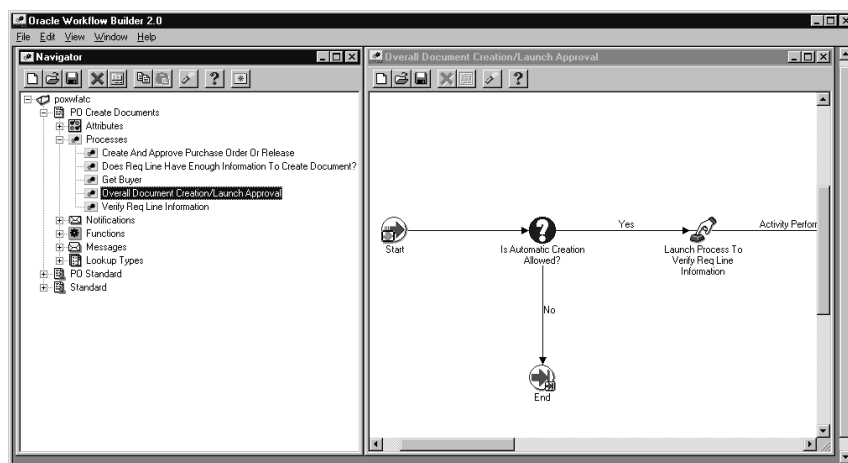 Oracle Workflow Builder 2.0
File Edit View Window Help
Navigator
poxwfatc
PO Create Documents
Attributes
Processes
Create And Approve Purchase Order Or Release
Does Req Line Have Enough Information To Create Document?
Get Buyer
Overall Document Creation/Launch Approval
Verify Req Line Information
Notifications
Functions
Messages
Lookup Types
PO Standard
Standard
Overall Document Creation/Launch Approval
Start
Is Automatic Creation
Allowed?
Yes
Launch Process To
Verify Req Line
Information
Activity Perfor
No
End